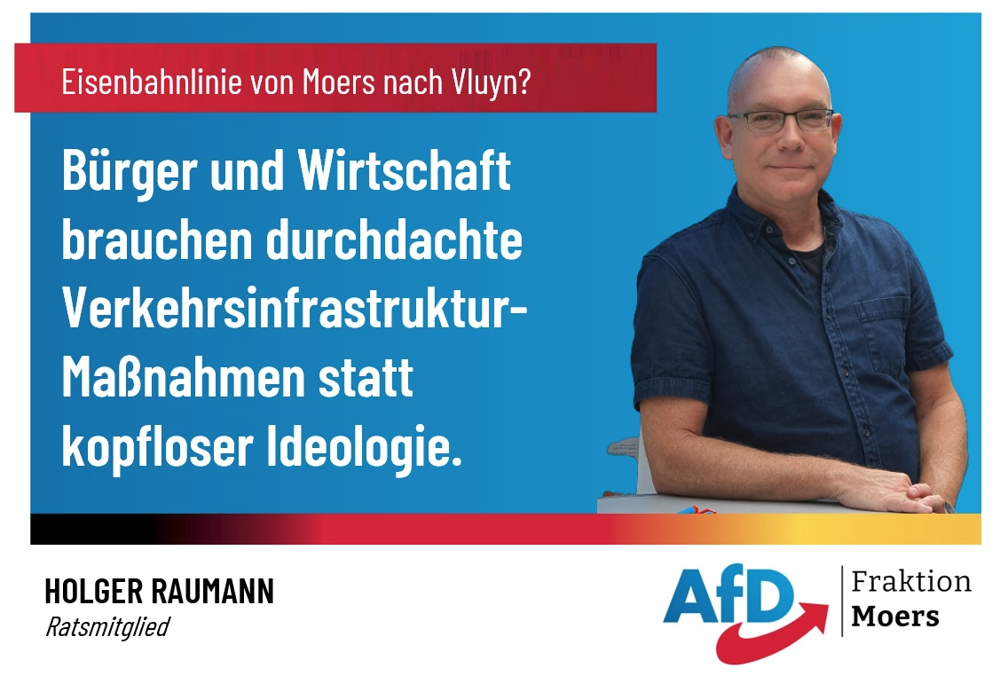 Eisenbahnlinie von Moers nach Vluyn?
Bürger und Wirtschaft
brauchen durchdachte
Verkehrsinfrastruktur-
Maßnahmen statt
kopfloser Ideologie.
HOLGER RAUMANN
Ratsmitglied
AfD
Fraktion
Moers